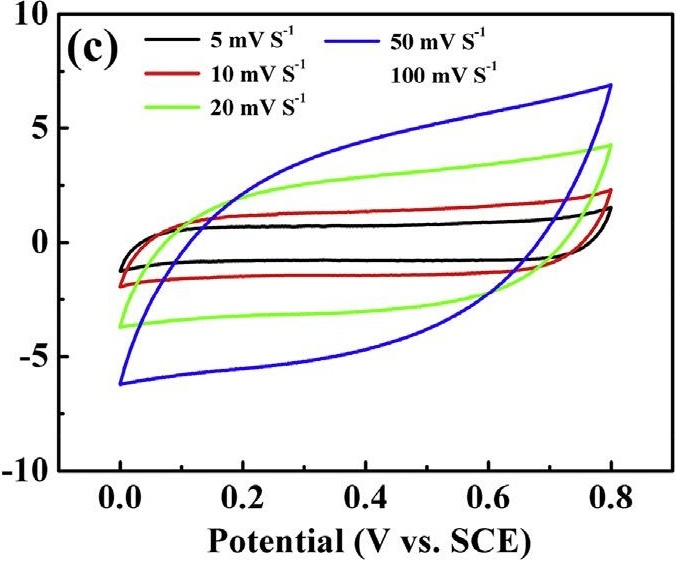 (c)
5 mV S⁻¹
10 mV S⁻¹
20 mV S⁻¹
50 mV S⁻¹
100 mV S⁻¹
10
5
0
-5
-10
0.0 0.2 0.4 0.6 0.8
Potential (V vs. SCE)